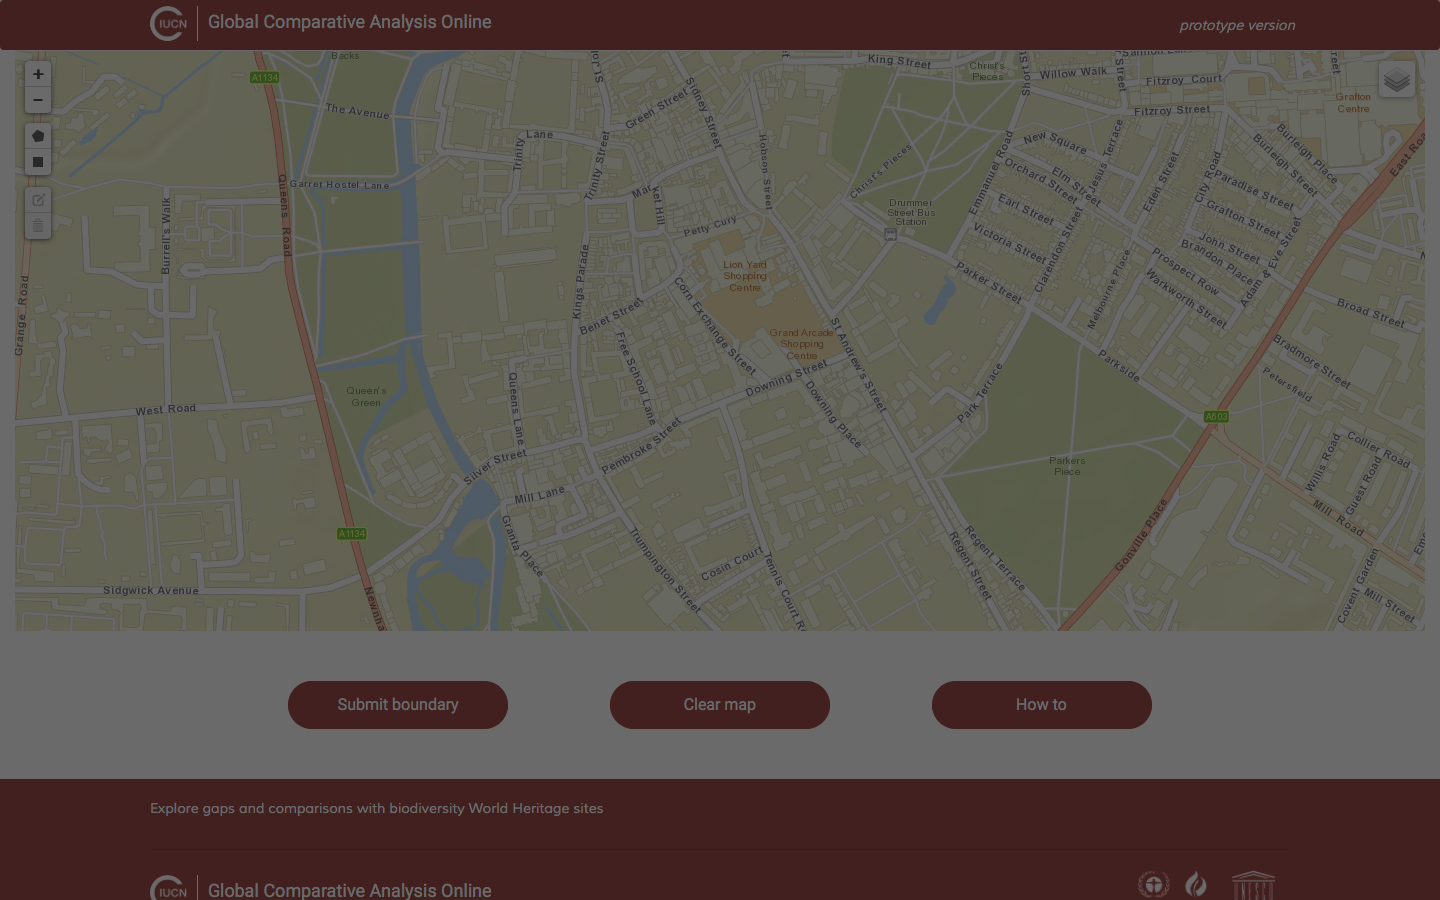 IUCN Global Comparative Analysis Online
prototype version
Backs
A1134
The Avenue
Garret Hostel Lane
Queens Road
Burrell's Walk
Grange Road
West Road
Queen's
Green
A1134
Sidgwick Avenue
Trinity
Lane
Trinity Street
Green Street
Sidney Street
Hobson Street
King Street
Christ's
Pieces
Willow Walk
Fitzroy Court
Fitzroy Street
Grafton
Centre
Christ's Pieces
Emmanuel Road
New Square
Orchard Street
Elm Street
Earl Street
Victoria Street
Jesus Terrace
Clarendon Street
Eden Street
City Road
Melbourne Place
Burleigh Place
Burleigh Street
Paradise Street
Grafton Street
John Street
Brandon Place
Prospect Row
Warkworth Street
Adam & Eve Street
Broad Street
Bradmore Street
Petersfield
Drummer
Street Bus
Station
Petty Cury
Lion Yard
Shopping
Centre
Grand Arcade
Shopping
Centre
Kings Parade
Benet Street
Corn Exchange Street
Free School Lane
Downing Street
Downing Place
St Andrew's Street
Parker Street
Park Terrace
Parkside
A603
Parkers
Piece
Queens Lane
Silver Street
Mill Lane
Pembroke Street
Granta Place
Trumpington Street
Cosin Court
Tennis Court R
Regent Street
Regent Terrace
Gonville Place
Collier Road
Willis Road
Guest Road
Mill Road
Covent Garden
Mill Street
Submit boundary
Clear map
How to
Explore gaps and comparisons with biodiversity World Heritage sites
IUCN Global Comparative Analysis Online